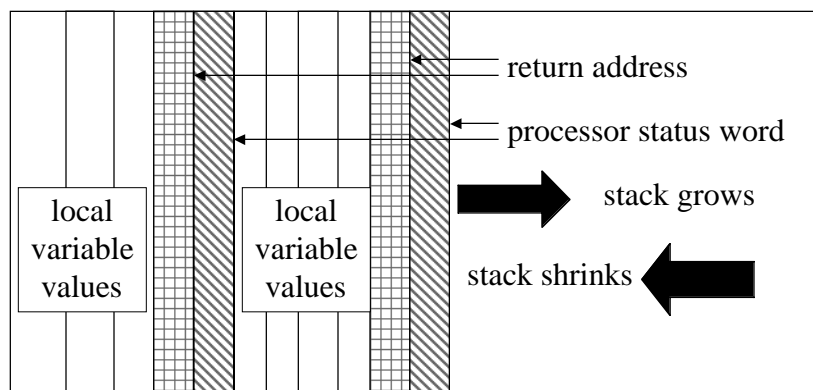 return address
processor status word
local
variable
values
local
variable
values
stack grows
stack shrinks